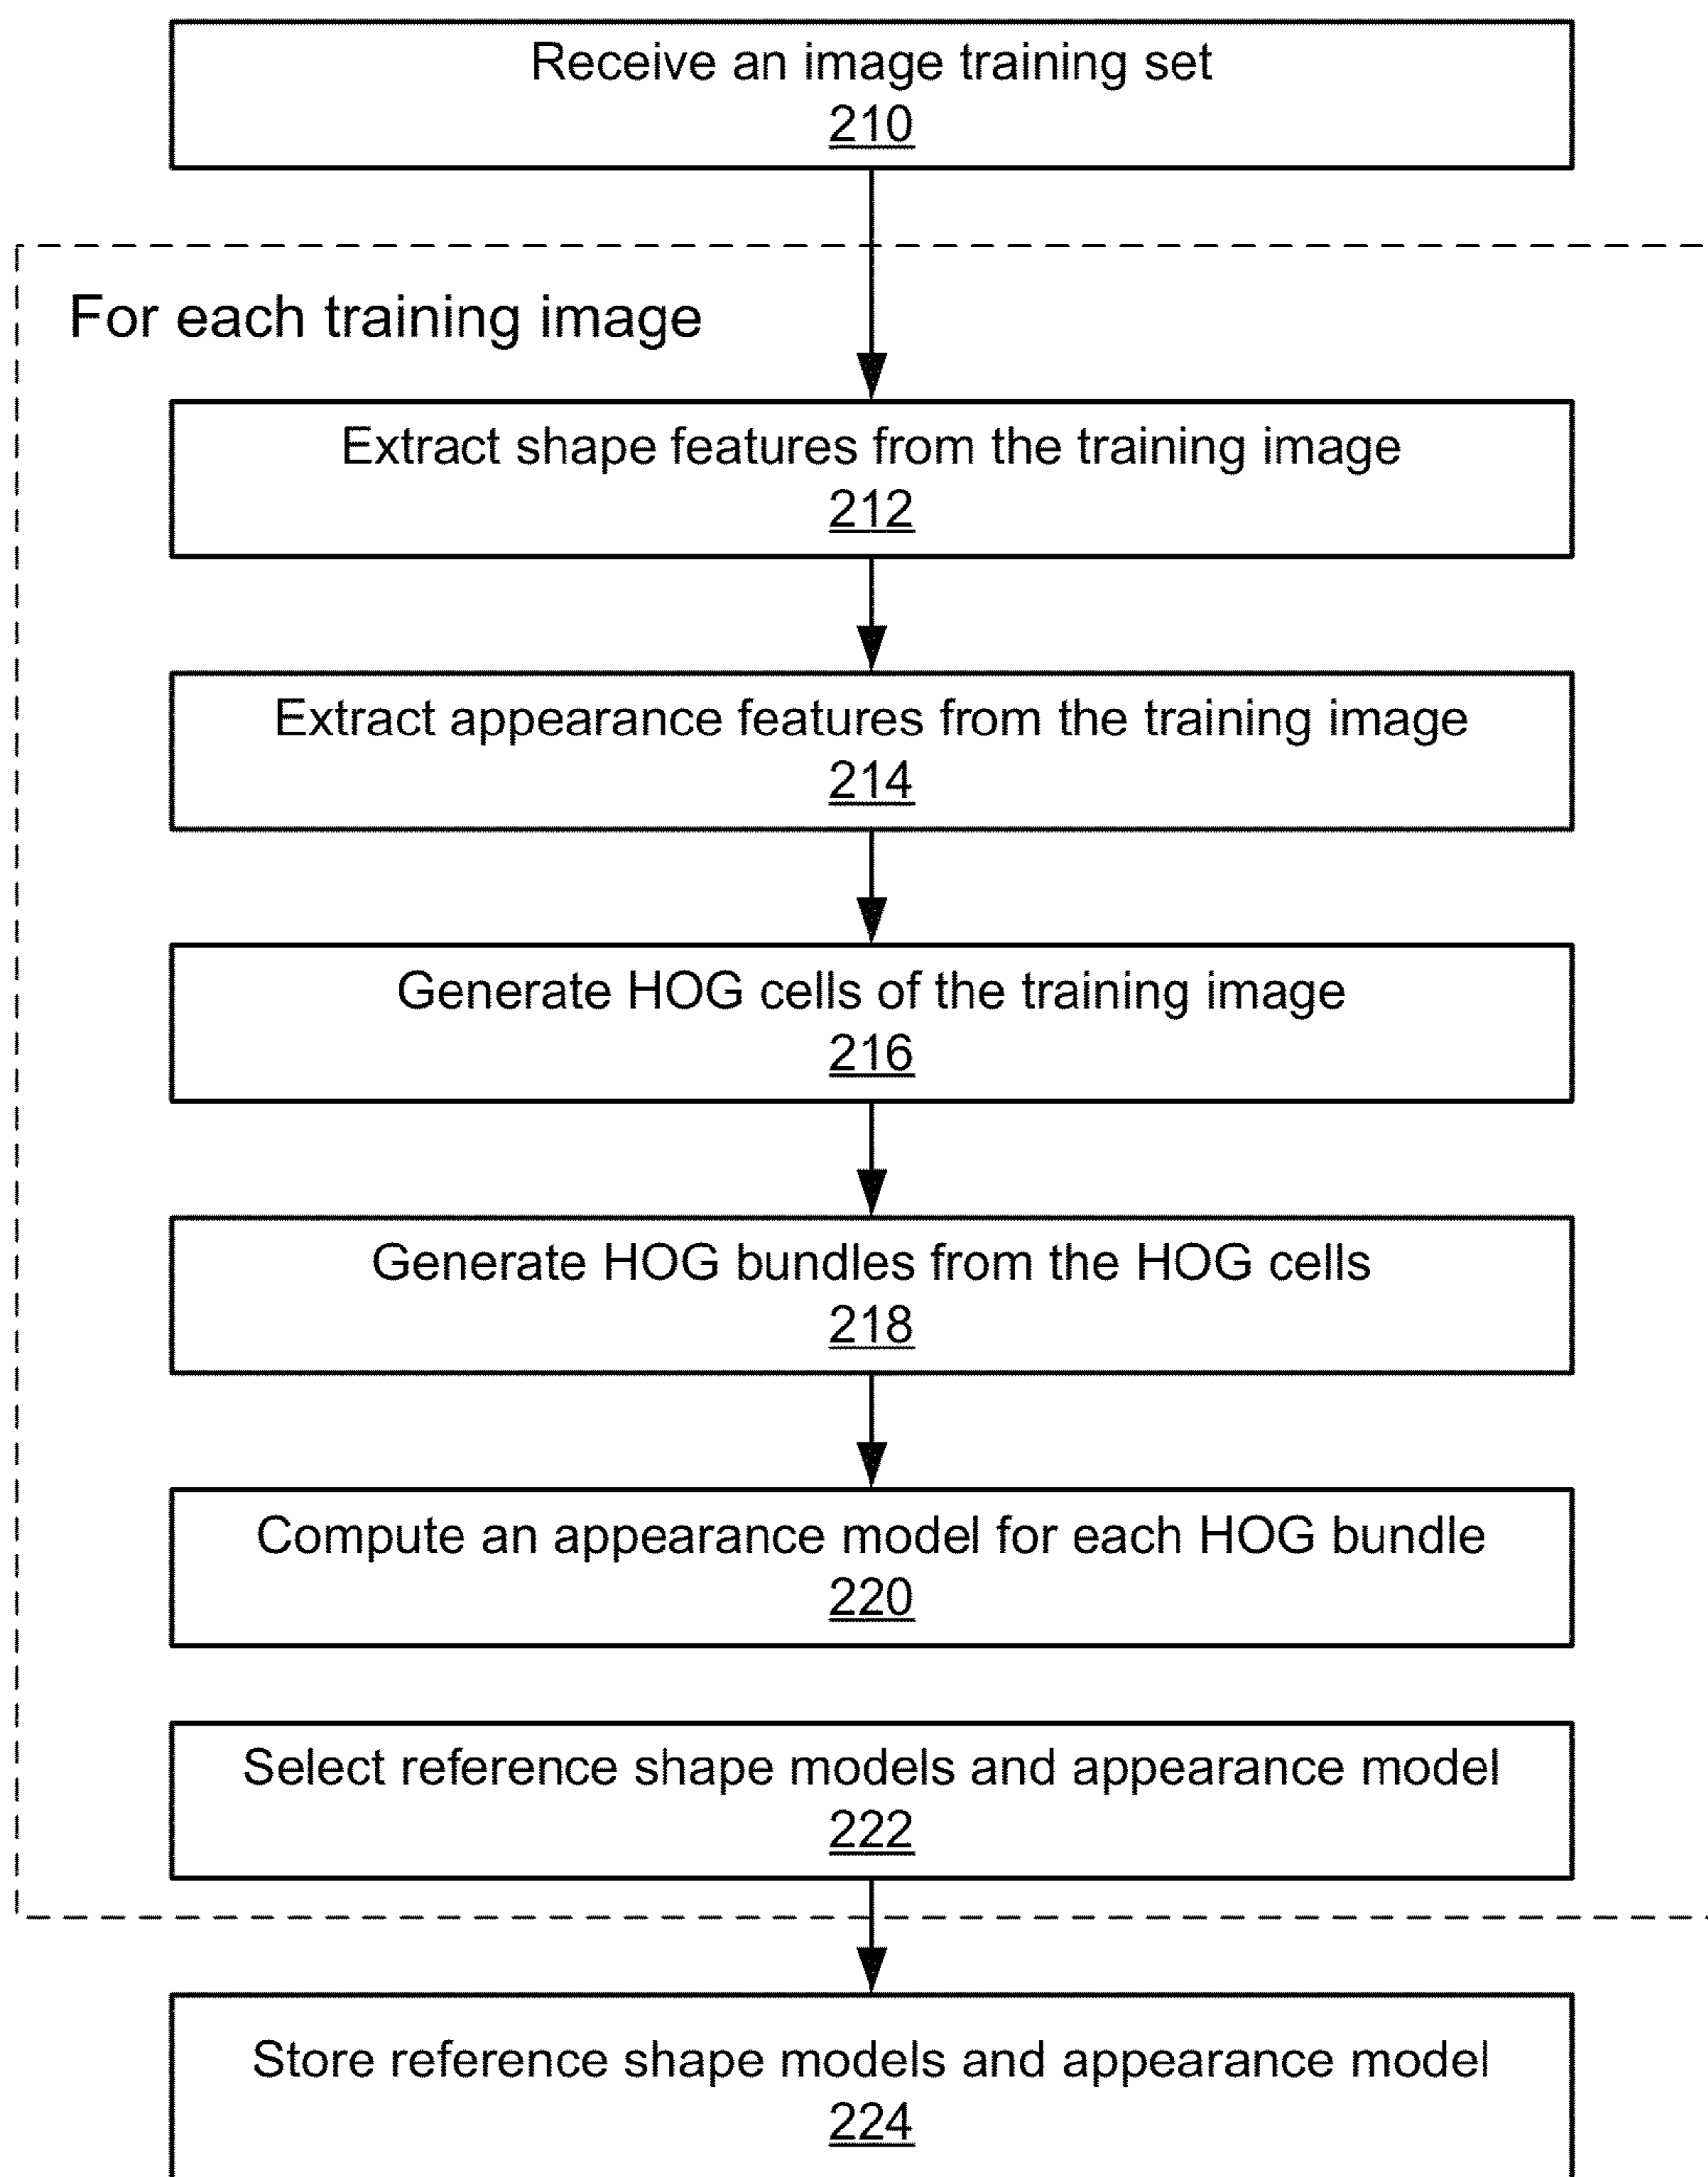 Receive an image training set
210
For each training image
Extract shape features from the training image
212
Extract appearance features from the training image
214
Generate HOG cells of the training image
216
Generate HOG bundles from the HOG cells
218
Compute an appearance model for each HOG bundle
220
Select reference shape models and appearance model
222
Store reference shape models and appearance model
224